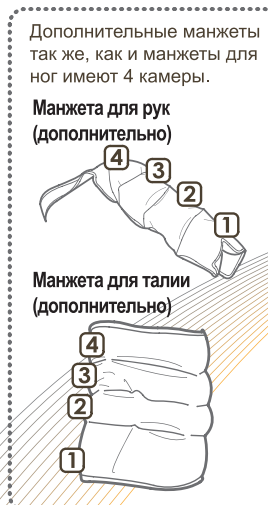 Дополнительные манжеты
так же, как и манжеты для
ног имеют 4 камеры.
Манжета для рук
(дополнительно)
4
3
2
1
Манжета для талии
(дополнительно)
4
3
2
1